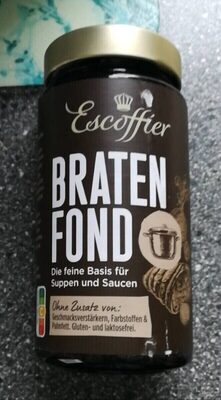 Escoffier
BRATEN
FOND
Die feine Basis für
Suppen und Saucen
Ohne Zusatz von:
Geschmacksverstärkern, Farbstoffen &
Palmfett. Gluten- und laktosefrei.